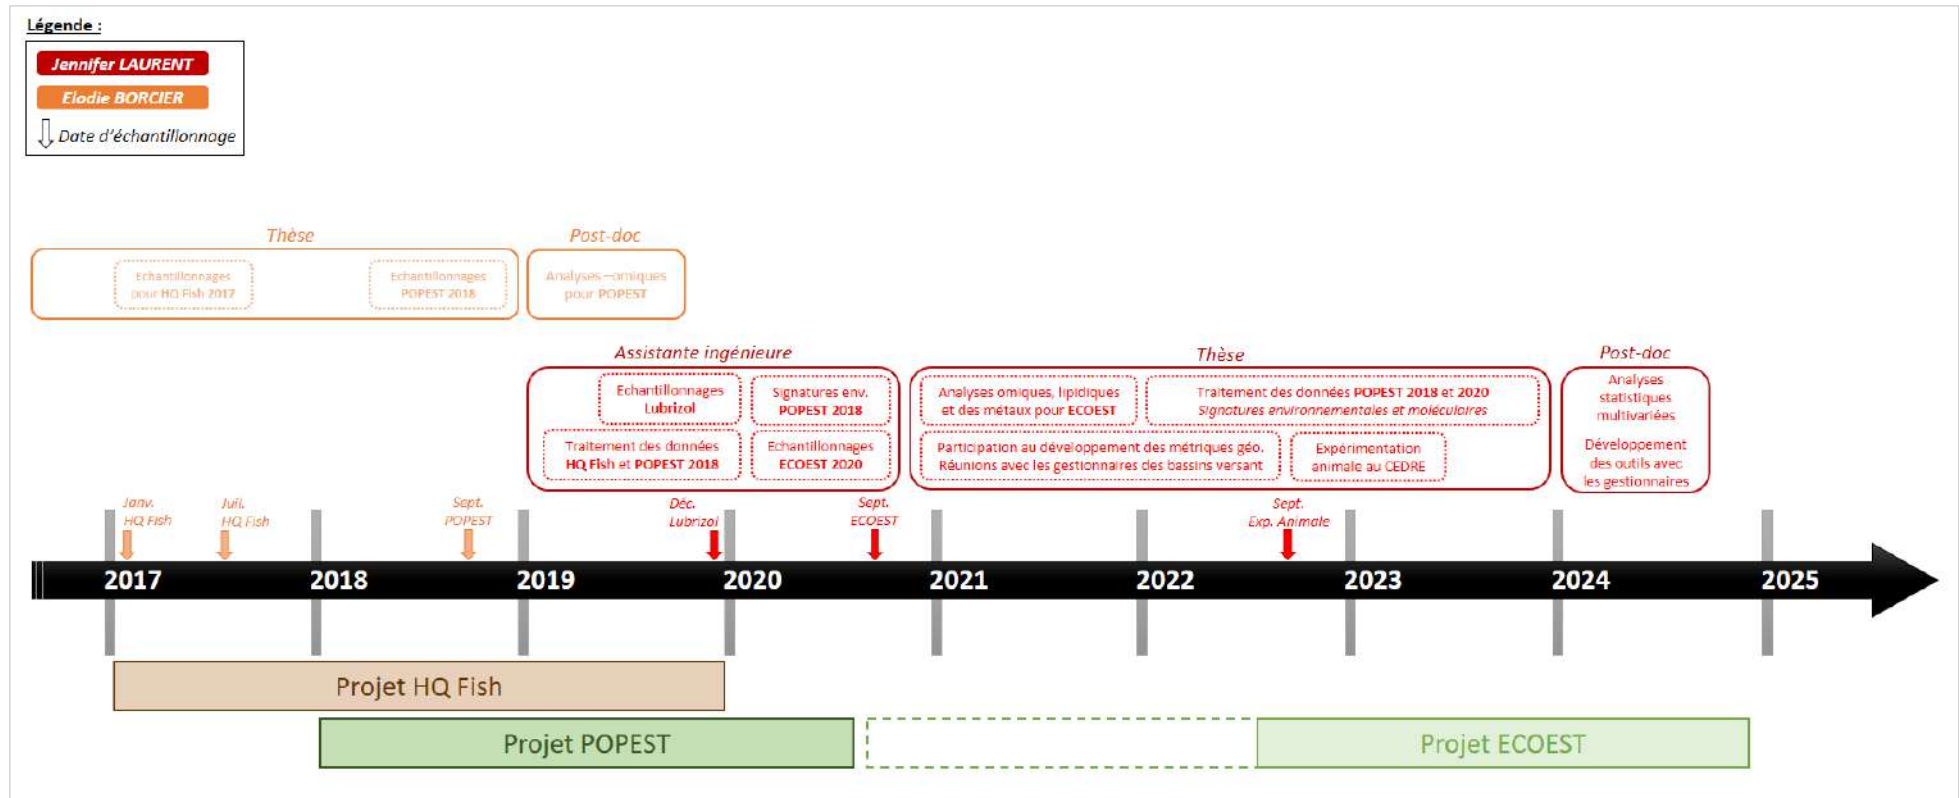 Légende :
Jennifer LAURENT
Elodie BORCIER
Date d'échantillonnage
Thèse
Post-doc
Echantillonnages
pour HQ Fish 2017
Echantillonnages
POPEST 2018
Analyses –omiques
pour POPEST
Assistante ingénieure
Thèse
Post-doc
Echantillonnages
Lubrizol
Signatures env.
POPEST 2018
Traitement des données
HQ Fish et POPEST 2018
Echantillonnages
ECOEST 2020
Analyses omiques, lipidiques
et des métaux pour ECOEST
Traitement des données POPEST 2018 et 2020
Signatures environnementales et moléculaires
Participation au développement des métriques géo.
Réunions avec les gestionnaires des bassins versant
Expérimentation
animale au CEDRE
Analyses
statistiques
multivariées
Développement
des outils avec
les gestionnaires
Janv.
HQ Fish
Juil.
HQ Fish
Sept.
POPEST
Déc.
Lubrizol
Sept.
ECOEST
Sept.
Exp. Animale
2017
2018
2019
2020
2021
2022
2023
2024
2025
Projet HQ Fish
Projet POPEST
Projet ECOEST